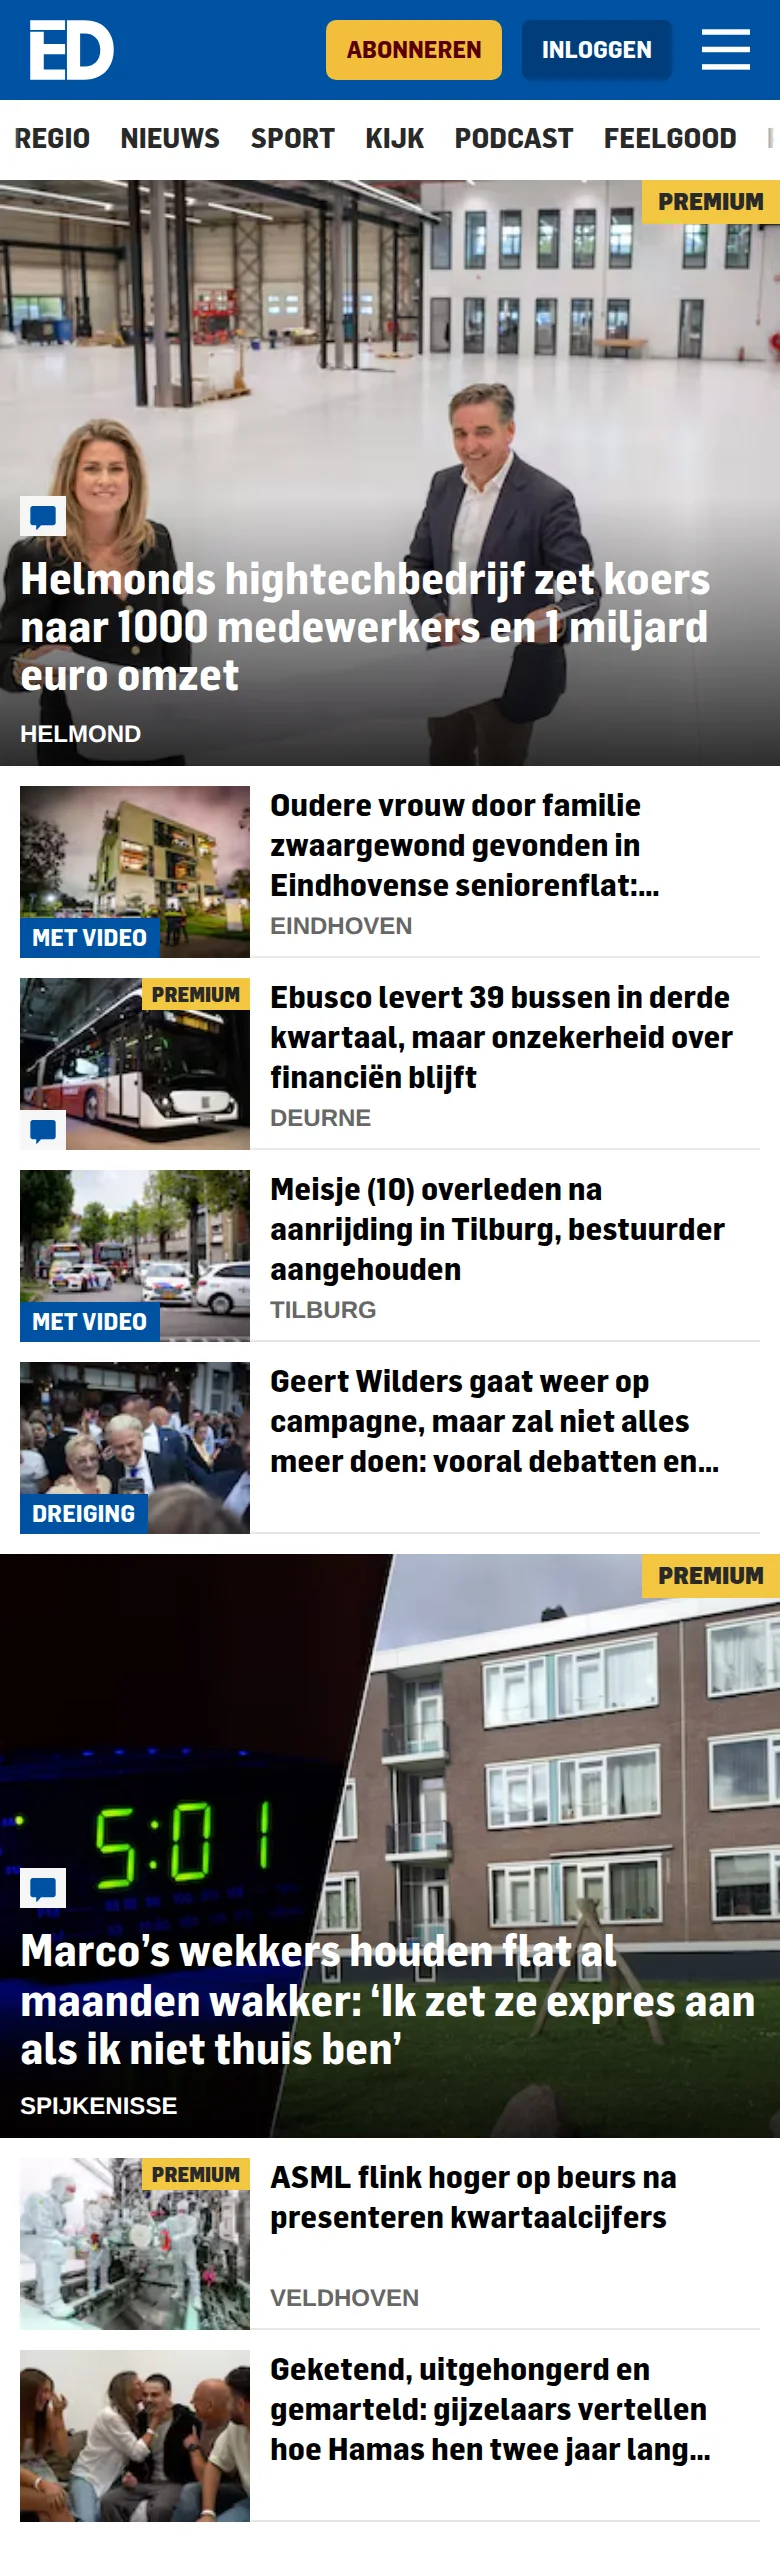 ED
ABONNEREN
INLOGGEN
REGIO NIEUWS SPORT KIJK PODCAST FEELGOOD
PREMIUM
Helmonds hightechbedrijf zet koers
naar 1000 medewerkers en 1 miljard
euro omzet
HELMOND
MET VIDEO
Oudere vrouw door familie
zwaargewond gevonden in
Eindhovense seniorenflat:...
EINDHOVEN
PREMIUM
Ebusco levert 39 bussen in derde
kwartaal, maar onzekerheid over
financiën blijft
DEURNE
MET VIDEO
Meisje (10) overleden na
aanrijding in Tilburg, bestuurder
aangehouden
TILBURG
DREIGING
Geert Wilders gaat weer op
campagne, maar zal niet alles
meer doen: vooral debatten en...
PREMIUM
5:01
Marco’s wekkers houden flat al
maanden wakker: ‘Ik zet ze expres aan
als ik niet thuis ben’
SPIJKENISSE
PREMIUM
ASML flink hoger op beurs na
presenteren kwartaalcijfers
VELDHOVEN
Geketend, uitgehongerd en
gemarteld: gijzelaars vertellen
hoe Hamas hen twee jaar lang...